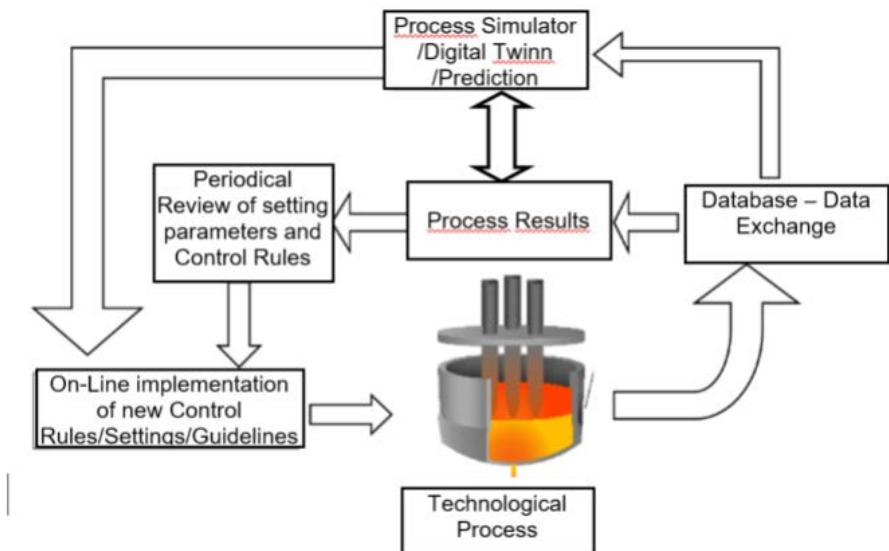 Process Simulator
/Digital Twinn
/Prediction
Periodical
Review of setting
parameters and
Control Rules
Process Results
Database – Data
Exchange
On-Line implementation
of new Control
Rules/Settings/Guidelines
Technological
Process